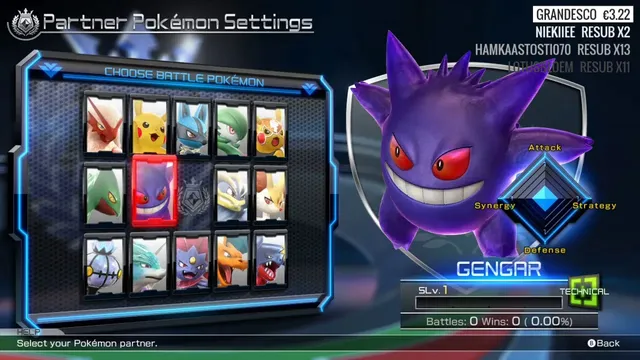 Partner Pokémon Settings
GRANDESCO €3.22
NIEKIIEE RESUB X2
HAMKAASTOSTI070 RESUB X13
RESUB X11
CHOOSE BATTLE POKÉMON
Attack
Synergy
Strategy
Defense
GENGAR
SLv. 1
TECHNICAL
Battles: 0 Wins: 0 ( 0.00%)
HELP
Select your Pokémon partner.
B Back